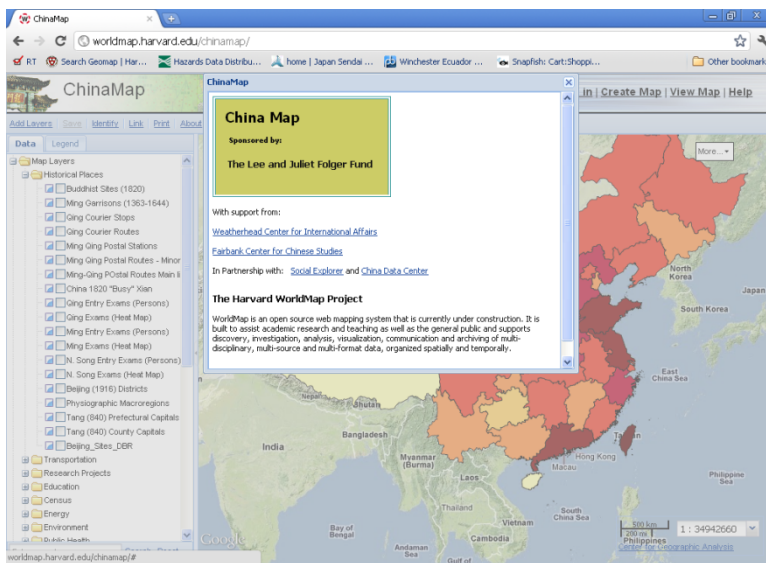 ChinaMap
worldmap.harvard.edu/chinamap/
RT
Search Geomap | Har...
Hazards Data Distribu...
home | Japan Sendai ...
Winchester Ecuador ...
Snapfish: Cart:Shoppi...
Other bookmark
ChinaMap
in | Create Map | View Map | Help
Add Layers Save Identify Link Print Abou
Data Legend
Map Layers
Historical Places
Buddhist Sites (1820)
Ming Garrisons (1363-1644)
Qing Courier Stops
Qing Courier Routes
Ming Qing Postal Stations
Ming Qing Postal Routes - Minor
Ming-Qing POstal Routes Main li
China 1820 "Busy" Xian
Qing Entry Exams (Persons)
Qing Exams (Heat Map)
Ming Entry Exams (Persons)
Ming Exams (Heat Map)
N. Song Entry Exams (Persons)
N. Song Exams (Heat Map)
Beijing (1916) Districts
Physiographic Macroregions
Tang (840) Prefectural Capitals
Tang (840) County Capitals
Beijing_Sites_DBR
Transportation
Research Projects
Education
Census
Energy
Environment
Public Health
worldmap.harvard.edu/chinamap/#
ChinaMap
China Map
Sponsored by:
The Lee and Juliet Folger Fund
With support from:
Weatherhead Center for International Affairs
Fairbank Center for Chinese Studies
In Partnership with: Social Explorer and China Data Center
The Harvard WorldMap Project
WorldMap is an open source web mapping system that is currently under construction. It is
built to assist academic research and teaching as well as the general public and supports
discovery, investigation, analysis, visualization, communication and archiving of multi-
disciplinary, multi-source and multi-format data, organized spatially and temporally.
More...
North
Korea
Japan
South Korea
East
China Sea
Nepal
Bhutan
Bangladesh
India
Myanmar
(Burma)
Hong Kong
Macau
Laos
Philippine
Sea
Thailand
Vietnam
South
China Sea
Bay of
Bengal
Cambodia
Andaman
Sea
Gulf of
Philippines
500 km
200 mi
1 : 34942660
Google
Center for Geographic Analysis